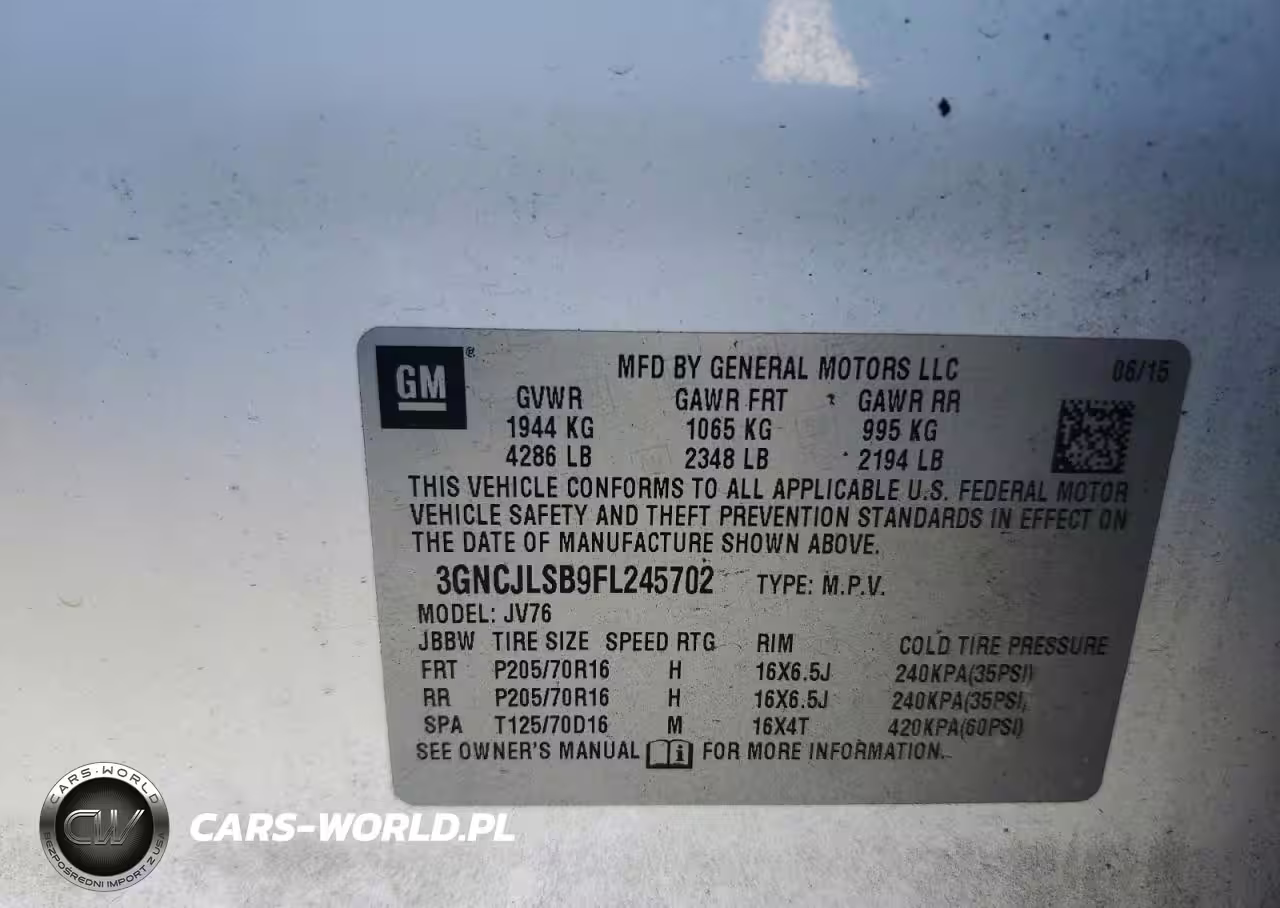 GM®
MFD BY GENERAL MOTORS LLC 06/15
GVWR GAWR FRT GAWR RR
1944 KG 1065 KG 995 KG
4286 LB 2348 LB 2194 LB
THIS VEHICLE CONFORMS TO ALL APPLICABLE U.S. FEDERAL MOTOR
VEHICLE SAFETY AND THEFT PREVENTION STANDARDS IN EFFECT ON
THE DATE OF MANUFACTURE SHOWN ABOVE.
3GNCJLSB9FL245702 TYPE: M.P.V.
MODEL: JV76
JBBW TIRE SIZE SPEED RTG RIM COLD TIRE PRESSURE
FRT P205/70R16 H 16X6.5J 240KPA(35PSI)
RR P205/70R16 H 16X6.5J 240KPA(35PSI)
SPA T125/70D16 M 16X4T 420KPA(60PSI)
SEE OWNER'S MANUAL FOR MORE INFORMATION.
CARS-WORLD
CW
BEZPOŚREDNI IMPORT Z USA
CARS-WORLD.PL